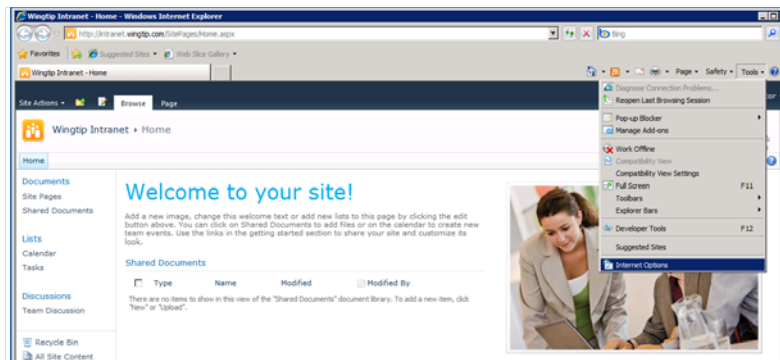 Wingtip Intranet - Home - Windows Internet Explorer
http://intranet.wingtip.com/SitePages/Home.aspx
Bing
Favorites
Suggested Sites
Web Slice Gallery
Wingtip Intranet - Home
Page
Safety
Tools
Site Actions
Browse
Page
Diagnose Connection Problems...
Reopen Last Browsing Session
Pop-up Blocker
Manage Add-ons
Work Offline
Compatibility View
Compatibility View Settings
Full Screen F11
Toolbars
Explorer Bars
Developer Tools F12
Suggested Sites
Internet Options
Wingtip Intranet Home
Home
Documents
Site Pages
Shared Documents
Lists
Calendar
Tasks
Discussions
Team Discussion
Recycle Bin
All Site Content
Welcome to your site!
Add a new image, change this welcome text or add new lists to this page by clicking the edit
button above. You can click on Shared Documents to add files or on the calendar to create new
team events. Use the links in the getting started section to share your site and customize its
look.
Shared Documents
Type Name Modified Modified By
There are no items to show in this view of the "Shared Documents" document library. To add a new item, click
"New" or "Upload".